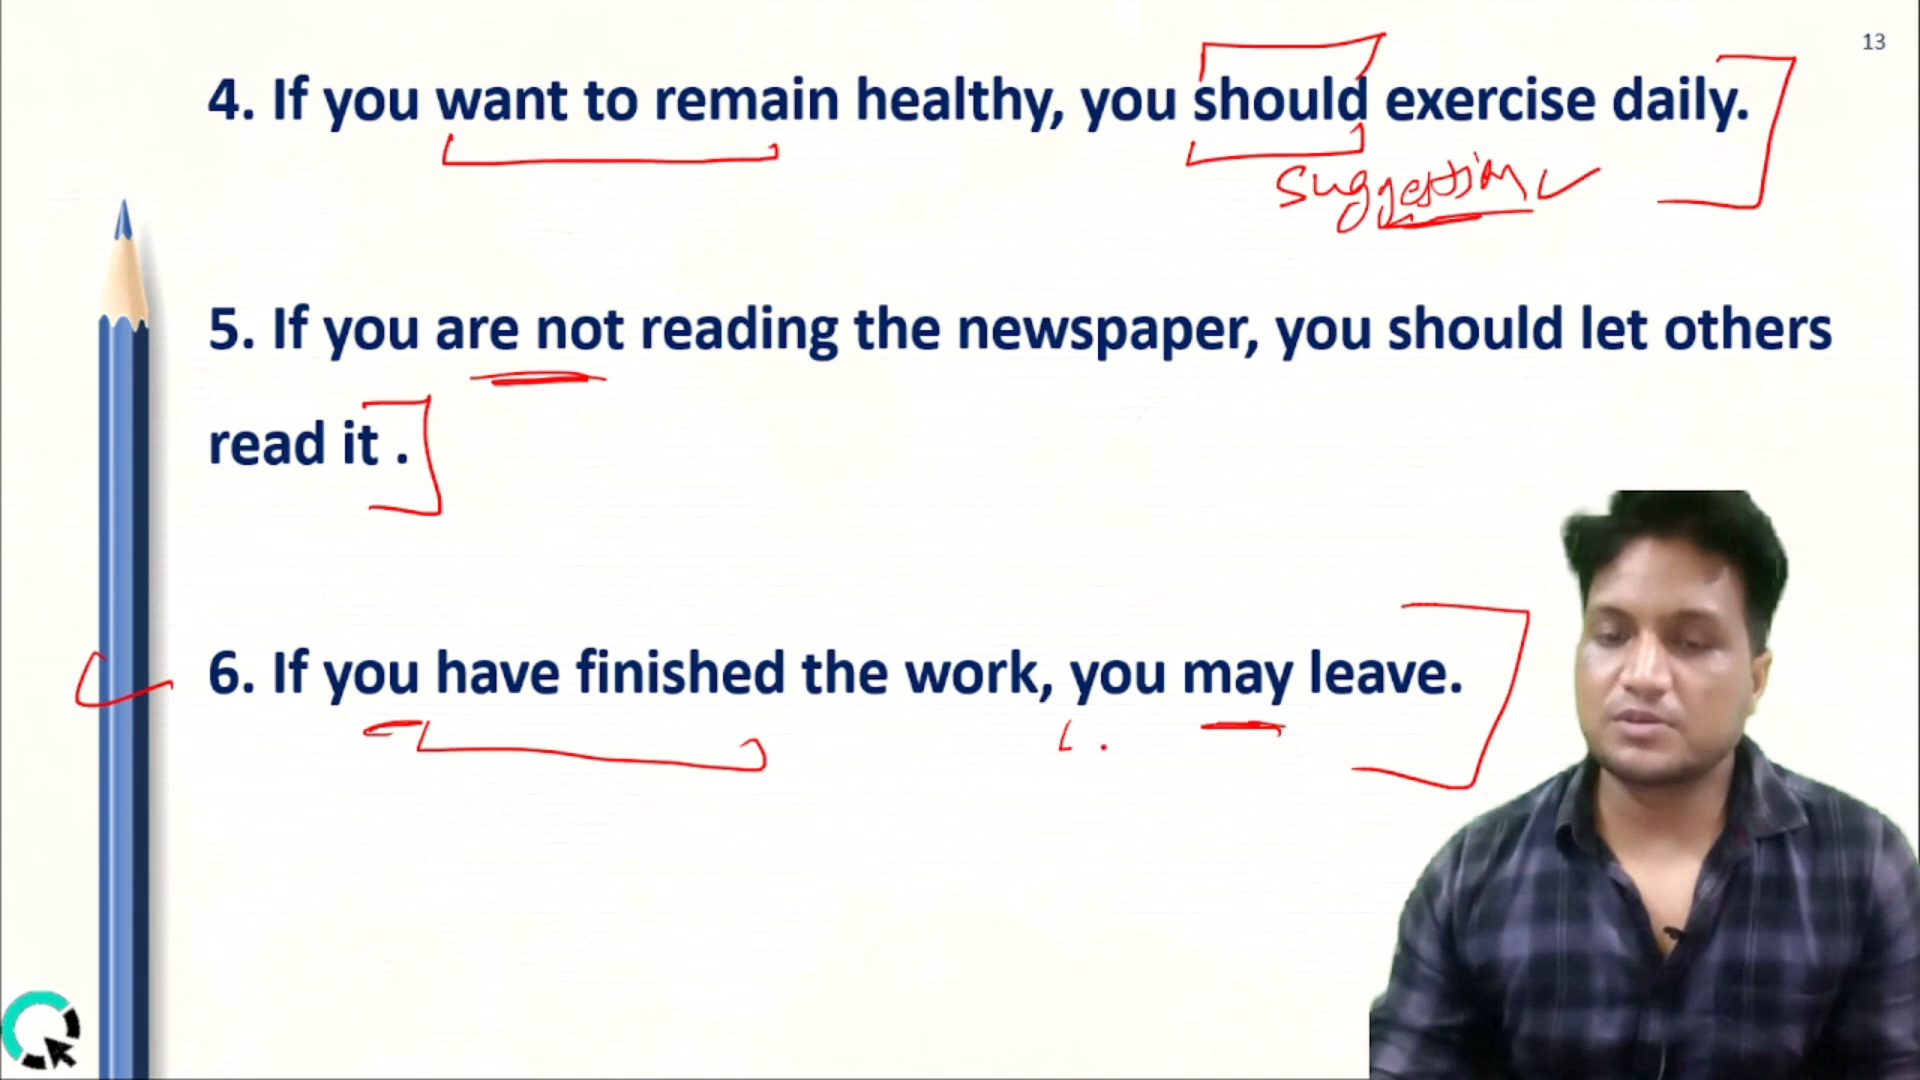 13
4. If you want to remain healthy, you should exercise daily.
suggestion
5. If you are not reading the newspaper, you should let others
read it .
6. If you have finished the work, you may leave.